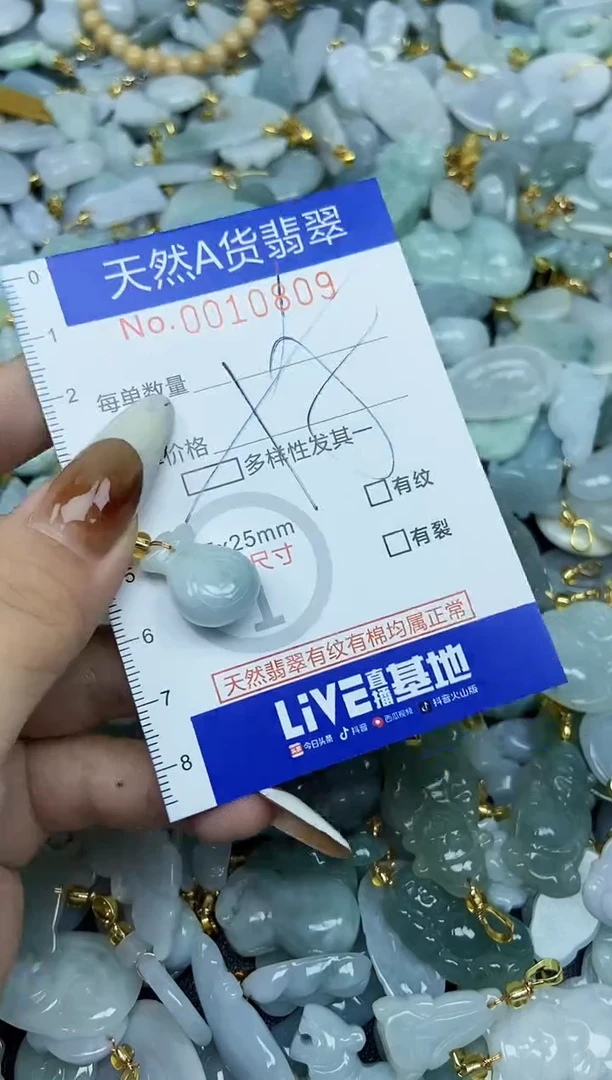 天然A货翡翠
No.0010809
0
1
2
每单数量
价格
多样性发其一
有纹
x25mm
尺寸
有裂
1
5
6
天然翡翠有纹有棉均属正常
7
LiVE直播基地
今日头条 抖音 西瓜视频 抖音火山版
8